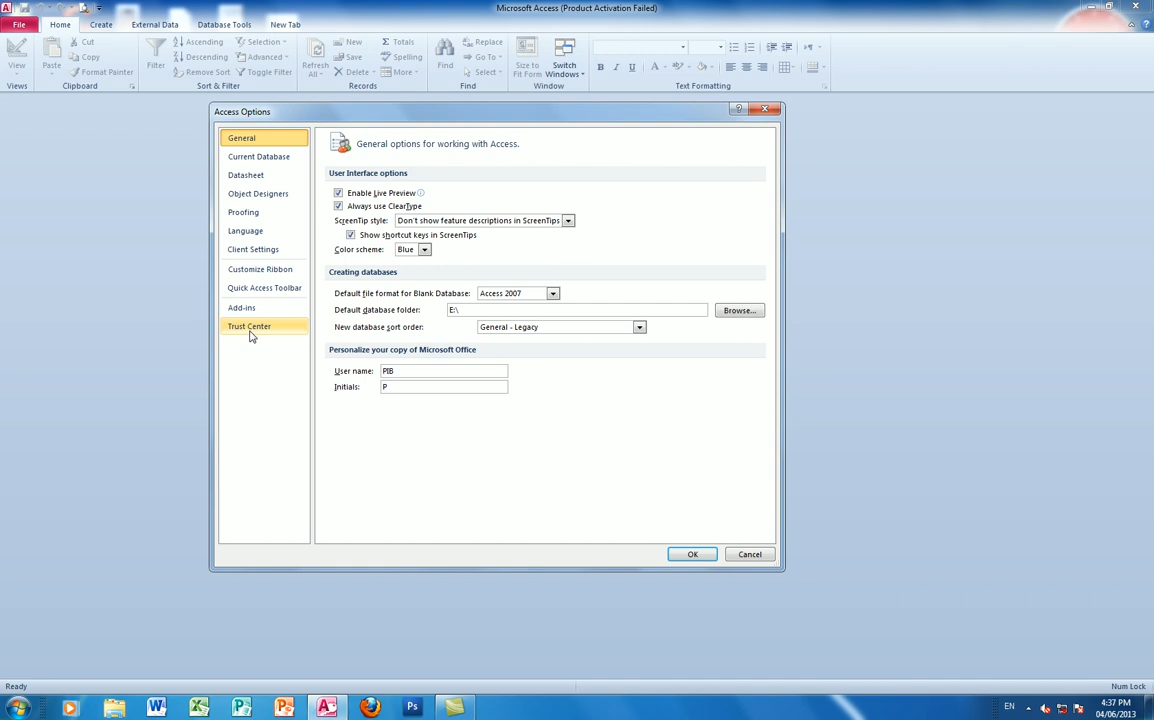 Microsoft Access (Product Activation Failed)
File Home Create External Data Database Tools New Tab
View
Views
Paste
Cut
Copy
Format Painter
Clipboard
Filter
Ascending
Descending
Remove Sort
Selection
Advanced
Toggle Filter
Sort & Filter
Refresh All
New
Save
Delete
Totals
Spelling
More
Records
Find
Replace
Go To
Select
Find
Size to Fit Form
Switch Windows
Window
B I U A
Text Formatting
Access Options
General
Current Database
Datasheet
Object Designers
Proofing
Language
Client Settings
Customize Ribbon
Quick Access Toolbar
Add-ins
Trust Center
General options for working with Access.
User Interface options
Enable Live Preview
Always use ClearType
ScreenTip style: Don't show feature descriptions in ScreenTips
Show shortcut keys in ScreenTips
Color scheme: Blue
Creating databases
Default file format for Blank Database: Access 2007
Default database folder: E:\ Browse...
New database sort order: General - Legacy
Personalize your copy of Microsoft Office
User name: PIB
Initials: P
OK Cancel
Ready Num Lock
EN 4:37 PM
04/06/2013